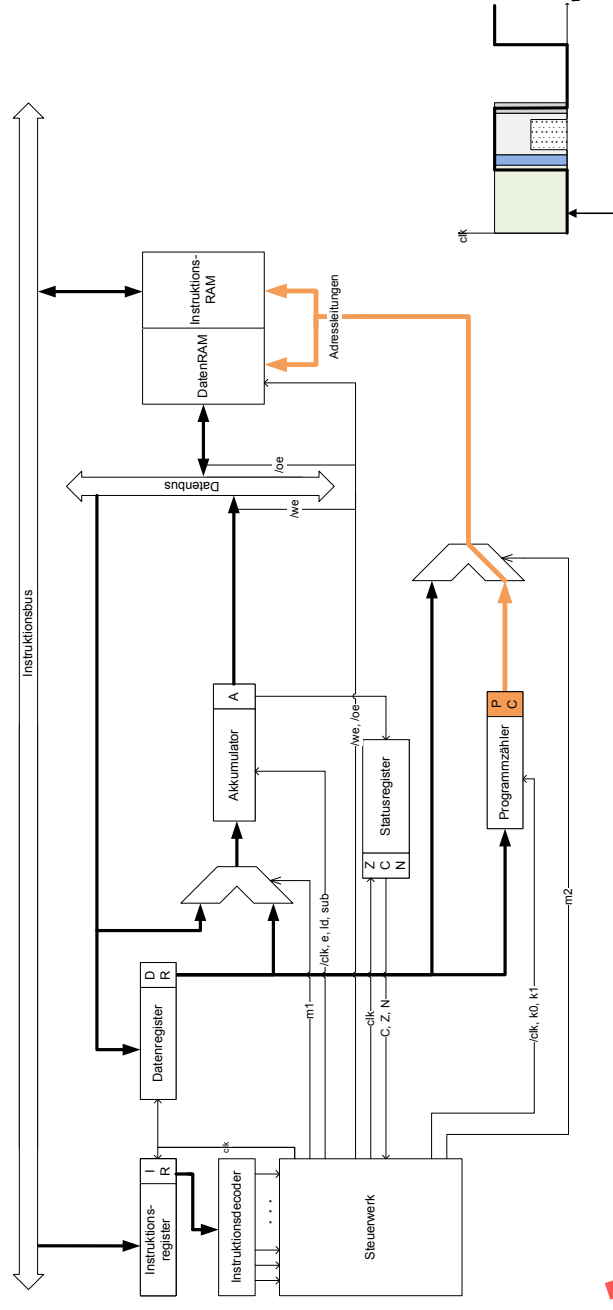 Instruktionsbus
Instruktions-
register
I
R
Datenregister
D
R
Datenbus
DatenRAM
Instruktions-
RAM
Instruktionsdecoder
. . .
clk
Akkumulator
A
/oe
/we
m1
/clk, e, ld, sub
Adressleitungen
Steuerwerk
/we, /oe
clk
C, Z, N
Z
C
N
Statusregister
Programmzähler
P
C
/clk, k0, k1
m2
clk